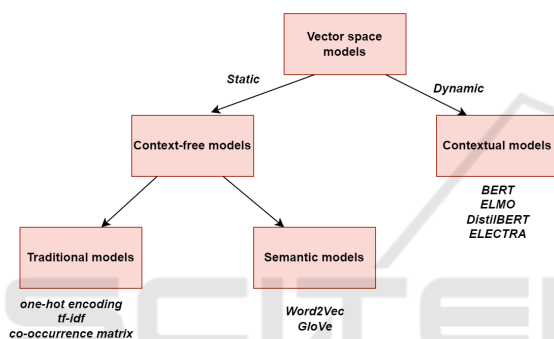 Vector space
models
Static
Dynamic
Context-free models
Contextual models
BERT
ELMO
DistilBERT
ELECTRA
Traditional models
Semantic models
one-hot encoding
tf-idf
co-occurrence matrix
Word2Vec
GloVe